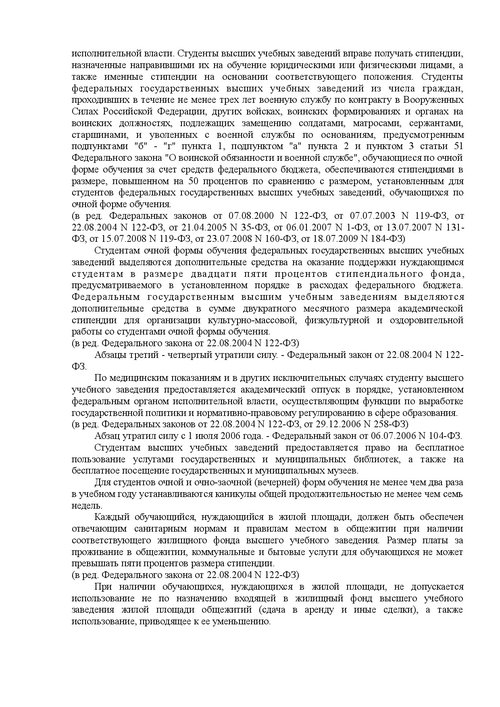 исполнительной власти. Студенты высших учебных заведений вправе получать стипендии,
назначенные направившими их на обучение юридическими или физическими лицами, а
также именные стипендии на основании соответствующего положения. Студенты
федеральных государственных высших учебных заведений из числа граждан,
проходивших в течение не менее трех лет военную службу по контракту в Вооруженных
Силах Российской Федерации, других войсках, воинских формированиях и органах на
воинских должностях, подлежащих замещению солдатами, матросами, сержантами,
старшинами, и уволенных с военной службы по основаниям, предусмотренным
подпунктами "б" - "г" пункта 1, подпунктом "а" пункта 2 и пунктом 3 статьи 51
Федерального закона "О воинской обязанности и военной службе", обучающиеся по очной
форме обучения за счет средств федерального бюджета, обеспечиваются стипендиями в
размере, повышенном на 50 процентов по сравнению с размером, установленным для
студентов федеральных государственных высших учебных заведений, обучающихся по
очной форме обучения.
(в ред. Федеральных законов от 07.08.2000 N 122-ФЗ, от 07.07.2003 N 119-ФЗ, от
22.08.2004 N 122-ФЗ, от 21.04.2005 N 35-ФЗ, от 06.01.2007 N 1-ФЗ, от 13.07.2007 N 131-
ФЗ, от 15.07.2008 N 119-ФЗ, от 23.07.2008 N 160-ФЗ, от 18.07.2009 N 184-ФЗ)
Студентам очной формы обучения федеральных государственных высших учебных
заведений выделяются дополнительные средства на оказание поддержки нуждающимся
студентам в размере двадцати пяти процентов стипендиального фонда,
предусматриваемого в установленном порядке в расходах федерального бюджета.
Федеральным государственным высшим учебным заведениям выделяются
дополнительные средства в сумме двукратного месячного размера академической
стипендии для организации культурно-массовой, физкультурной и оздоровительной
работы со студентами очной формы обучения.
(в ред. Федерального закона от 22.08.2004 N 122-ФЗ)
Абзацы третий - четвертый утратили силу. - Федеральный закон от 22.08.2004 N 122-
ФЗ.
По медицинским показаниям и в других исключительных случаях студенту высшего
учебного заведения предоставляется академический отпуск в порядке, установленном
федеральным органом исполнительной власти, осуществляющим функции по выработке
государственной политики и нормативно-правовому регулированию в сфере образования.
(в ред. Федеральных законов от 22.08.2004 N 122-ФЗ, от 29.12.2006 N 258-ФЗ)
Абзац утратил силу с 1 июля 2006 года. - Федеральный закон от 06.07.2006 N 104-ФЗ.
Студентам высших учебных заведений предоставляется право на бесплатное
пользование услугами государственных и муниципальных библиотек, а также на
бесплатное посещение государственных и муниципальных музеев.
Для студентов очной и очно-заочной (вечерней) форм обучения не менее чем два раза
в учебном году устанавливаются каникулы общей продолжительностью не менее чем семь
недель.
Каждый обучающийся, нуждающийся в жилой площади, должен быть обеспечен
отвечающим санитарным нормам и правилам местом в общежитии при наличии
соответствующего жилищного фонда высшего учебного заведения. Размер платы за
проживание в общежитии, коммунальные и бытовые услуги для обучающихся не может
превышать пяти процентов размера стипендии.
(в ред. Федерального закона от 22.08.2004 N 122-ФЗ)
При наличии обучающихся, нуждающихся в жилой площади, не допускается
использование не по назначению входящей в жилищный фонд высшего учебного
заведения жилой площади общежитий (сдача в аренду и иные сделки), а также
использование, приводящее к ее уменьшению.